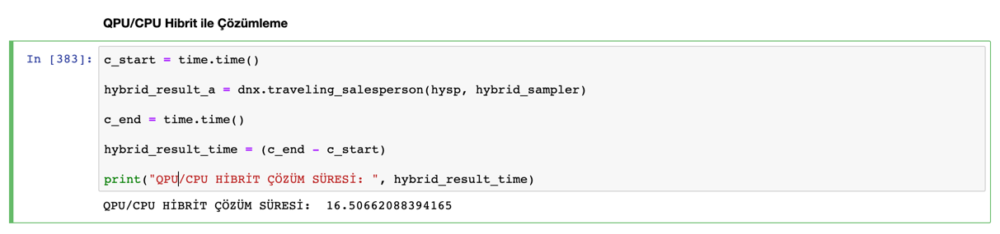 QPU/CPU Hibrit ile Çözümleme
In [383]: c_start = time.time()
hybrid_result_a = dnx.traveling_salesperson(hysp, hybrid_sampler)
c_end = time.time()
hybrid_result_time = (c_end - c_start)
print("QPU/CPU HİBRİT ÇÖZÜM SÜRESİ: ", hybrid_result_time)
QPU/CPU HİBRİT ÇÖZÜM SÜRESİ:  16.50662088394165